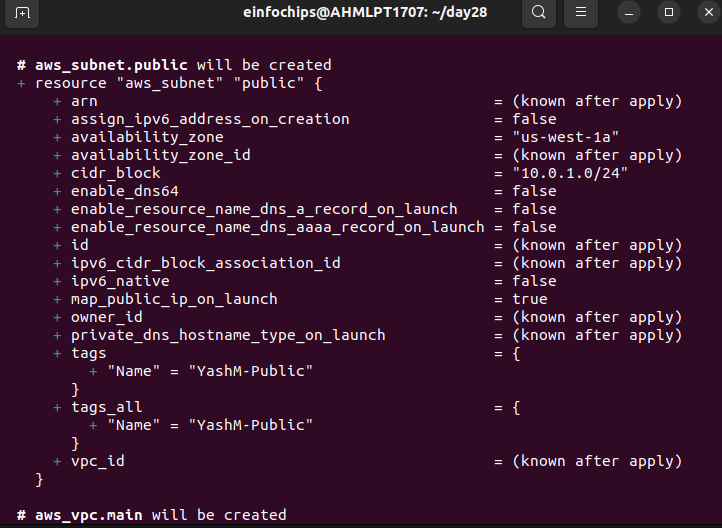 einfochips@AHMLPT1707: ~/day28
# aws_subnet.public will be created
+ resource "aws_subnet" "public" {
+ arn = (known after apply)
+ assign_ipv6_address_on_creation = false
+ availability_zone = "us-west-1a"
+ availability_zone_id = (known after apply)
+ cidr_block = "10.0.1.0/24"
+ enable_dns64 = false
+ enable_resource_name_dns_a_record_on_launch = false
+ enable_resource_name_dns_aaaa_record_on_launch = false
+ id = (known after apply)
+ ipv6_cidr_block_association_id = (known after apply)
+ ipv6_native = false
+ map_public_ip_on_launch = true
+ owner_id = (known after apply)
+ private_dns_hostname_type_on_launch = (known after apply)
+ tags = {
+ "Name" = "YashM-Public"
}
+ tags_all = {
+ "Name" = "YashM-Public"
}
+ vpc_id = (known after apply)
}
# aws_vpc.main will be created